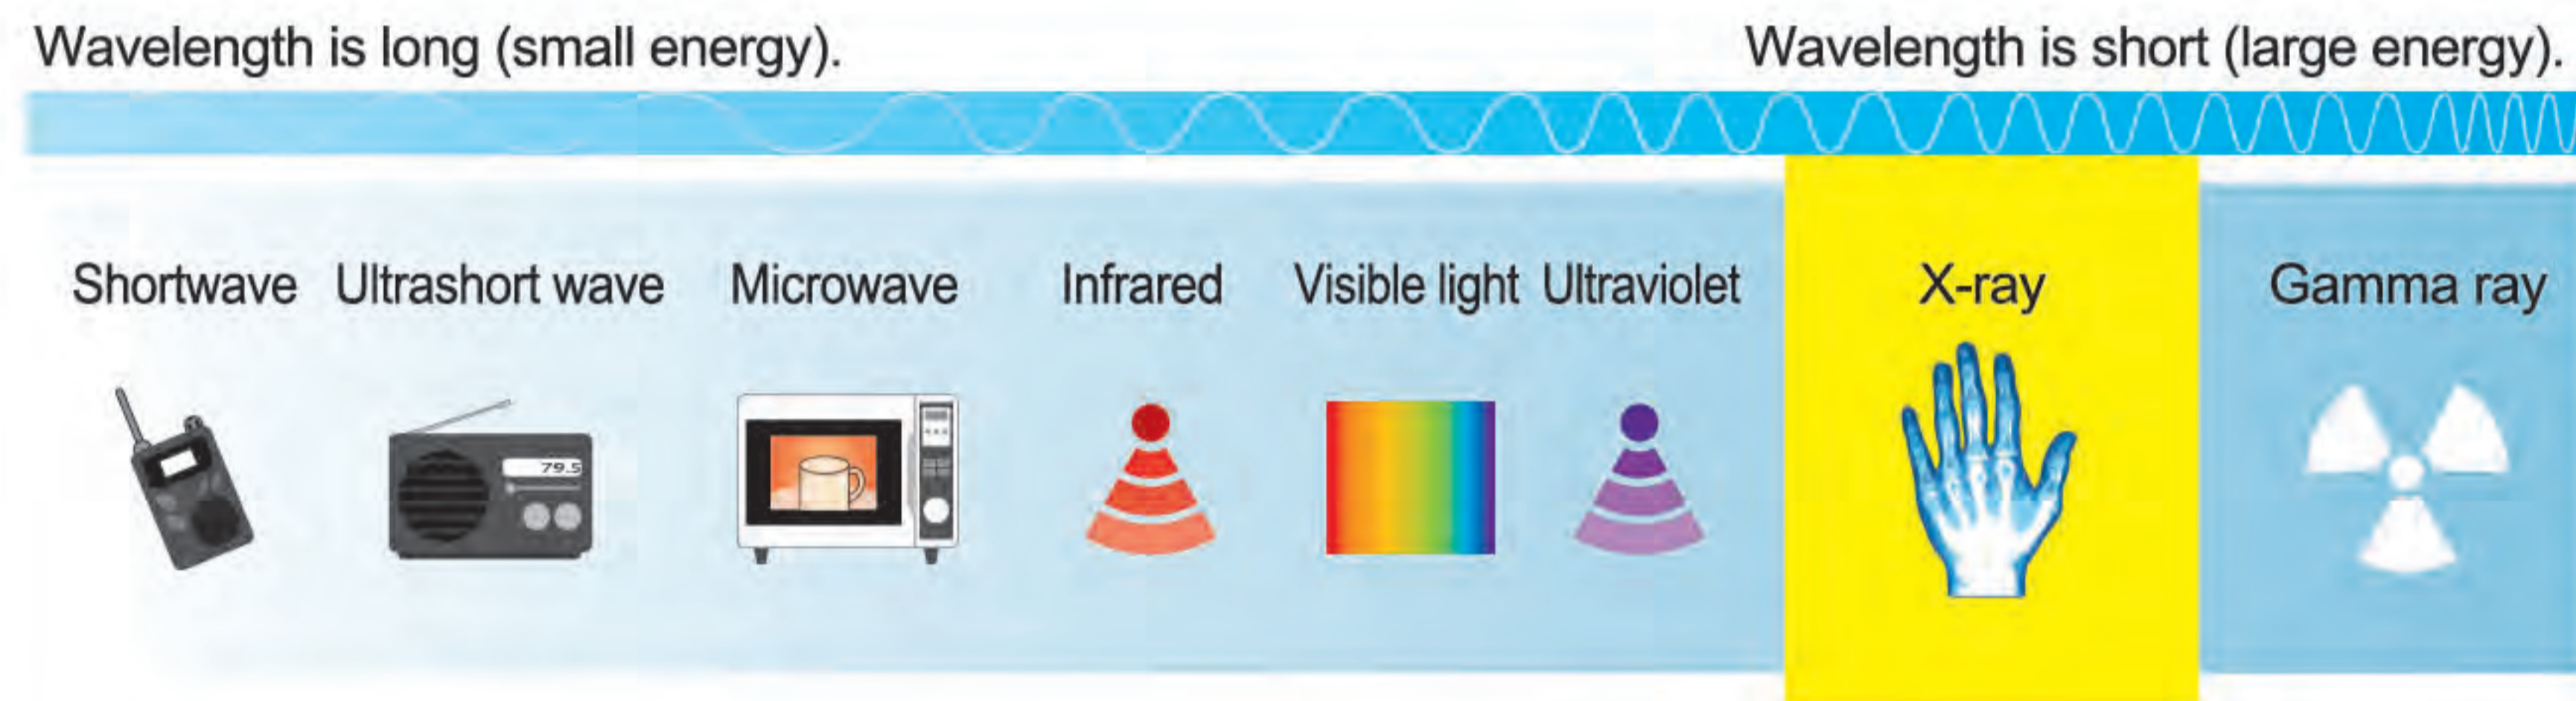 Wavelength is long (small energy).
Wavelength is short (large energy).
Shortwave
Ultrashort wave
Microwave
Infrared
Visible light
Ultraviolet
X-ray
Gamma ray
79.5